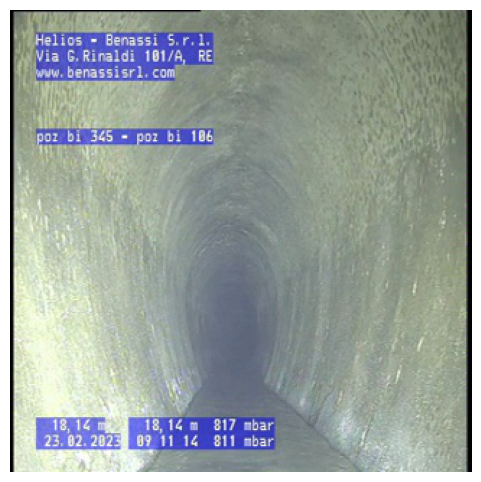 Helios - Benassi S.r.l.
Via G.Rinaldi 101/A, RE
www.benassisrl.com
poz bi 345 - poz bi 106
18,14 m 18,14 m 817 mbar
23.02.2023 09 11 14 811 mbar